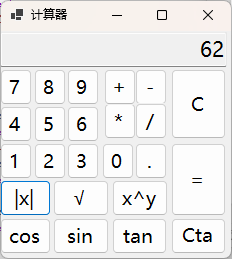 计算器
62
7 8 9 + - C
4 5 6 * /
1 2 3 0 . =
|x| √ x^y
cos sin tan Cta